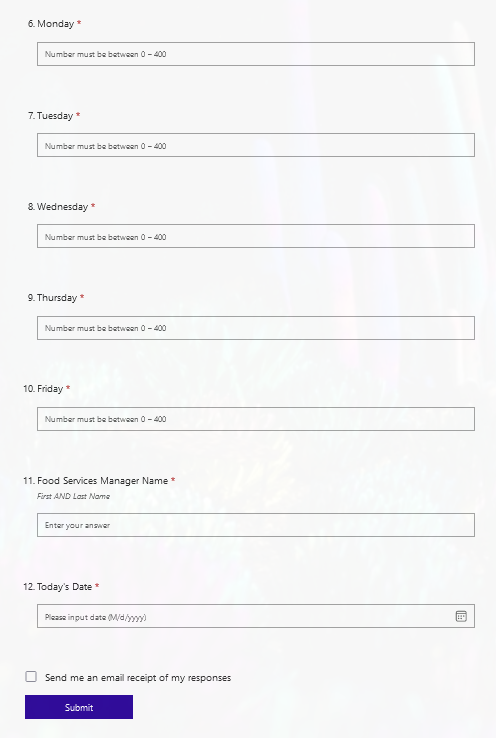 6. Monday *
Number must be between 0 – 400
7. Tuesday *
Number must be between 0 – 400
8. Wednesday *
Number must be between 0 – 400
9. Thursday *
Number must be between 0 – 400
10. Friday *
Number must be between 0 – 400
11. Food Services Manager Name *
First AND Last Name
Enter your answer
12. Today's Date *
Please input date (M/d/yyyy)
Send me an email receipt of my responses
Submit